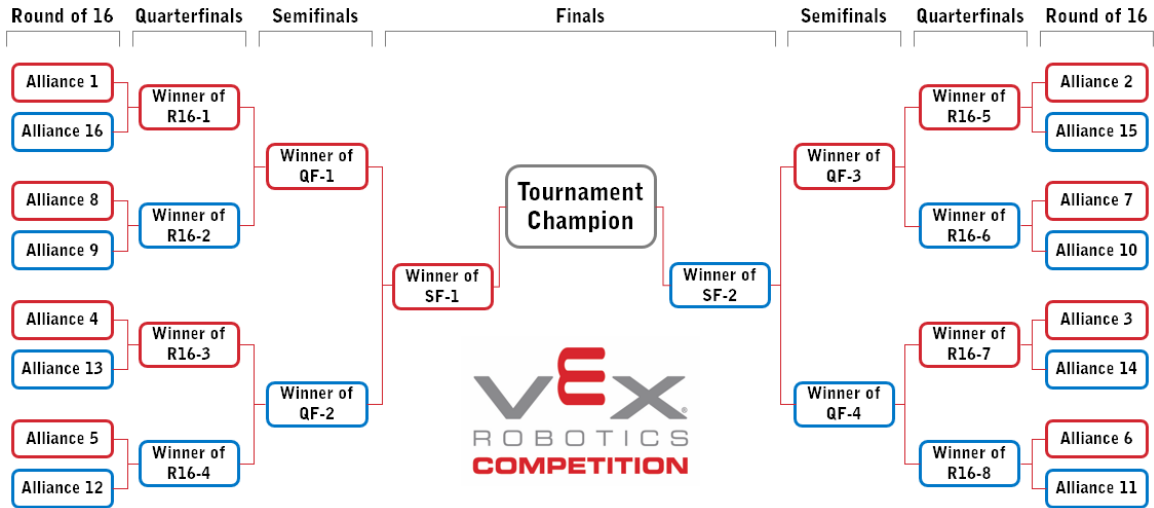 Round of 16
Quarterfinals
Semifinals
Finals
Semifinals
Quarterfinals
Round of 16
Alliance 1
Alliance 16
Alliance 8
Alliance 9
Alliance 4
Alliance 13
Alliance 5
Alliance 12
Winner of
R16-1
Winner of
R16-2
Winner of
R16-3
Winner of
R16-4
Winner of
QF-1
Winner of
QF-2
Winner of
SF-1
Tournament
Champion
Winner of
SF-2
Winner of
QF-3
Winner of
QF-4
Winner of
R16-5
Winner of
R16-6
Winner of
R16-7
Winner of
R16-8
Alliance 2
Alliance 15
Alliance 7
Alliance 10
Alliance 3
Alliance 14
Alliance 6
Alliance 11
VEX®
ROBOTICS
COMPETITION